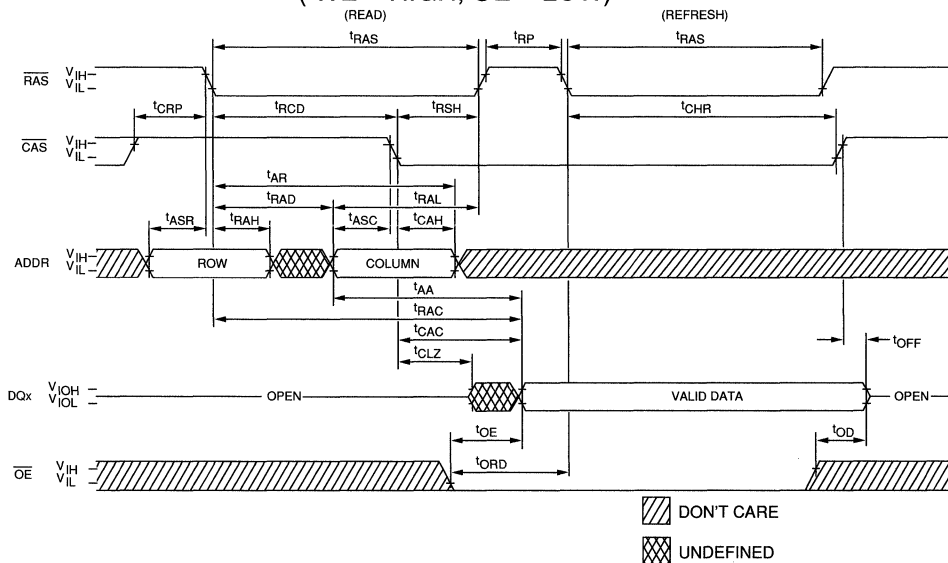 (READ) (REFRESH)
tRAS tRP tRAS
RAS VIH VIL
tCRP tRCD tRSH tCHR
CAS VIH VIL
tAR
tRAD tRAL
tASR tRAH tASC tCAH
ADDR VIH VIL ROW COLUMN
tAA
tRAC
tCAC
tCLZ tOFF
DQx VIOH VIOL OPEN VALID DATA OPEN
tOE tOD
tORD
OE VIH VIL
DON'T CARE
UNDEFINED